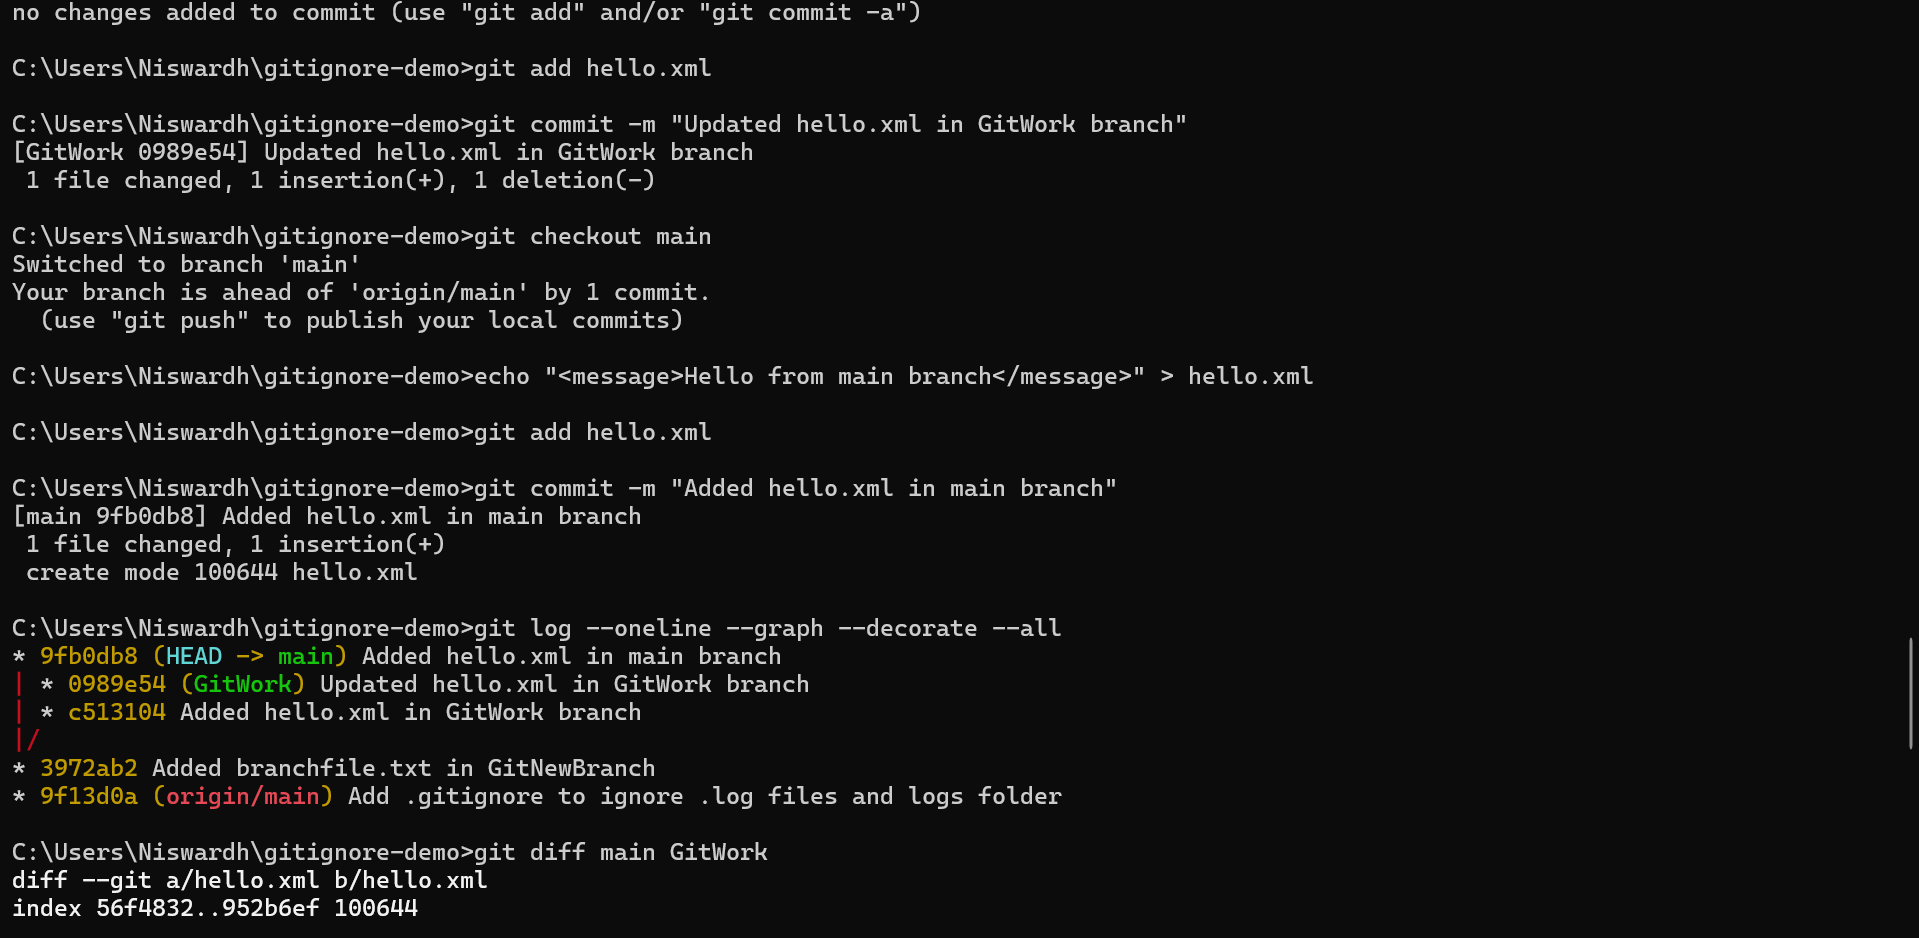 no changes added to commit (use "git add" and/or "git commit -a")
C:\Users\Niswardh\gitignore-demo>git add hello.xml
C:\Users\Niswardh\gitignore-demo>git commit -m "Updated hello.xml in GitWork branch"
[GitWork 0989e54] Updated hello.xml in GitWork branch
 1 file changed, 1 insertion(+), 1 deletion(-)
C:\Users\Niswardh\gitignore-demo>git checkout main
Switched to branch 'main'
Your branch is ahead of 'origin/main' by 1 commit.
  (use "git push" to publish your local commits)
C:\Users\Niswardh\gitignore-demo>echo "<message>Hello from main branch</message>" > hello.xml
C:\Users\Niswardh\gitignore-demo>git add hello.xml
C:\Users\Niswardh\gitignore-demo>git commit -m "Added hello.xml in main branch"
[main 9fb0db8] Added hello.xml in main branch
 1 file changed, 1 insertion(+)
 create mode 100644 hello.xml
C:\Users\Niswardh\gitignore-demo>git log --oneline --graph --decorate --all
* 9fb0db8 (HEAD -> main) Added hello.xml in main branch
| * 0989e54 (GitWork) Updated hello.xml in GitWork branch
| * c513104 Added hello.xml in GitWork branch
|/
* 3972ab2 Added branchfile.txt in GitNewBranch
* 9f13d0a (origin/main) Add .gitignore to ignore .log files and logs folder
C:\Users\Niswardh\gitignore-demo>git diff main GitWork
diff --git a/hello.xml b/hello.xml
index 56f4832..952b6ef 100644